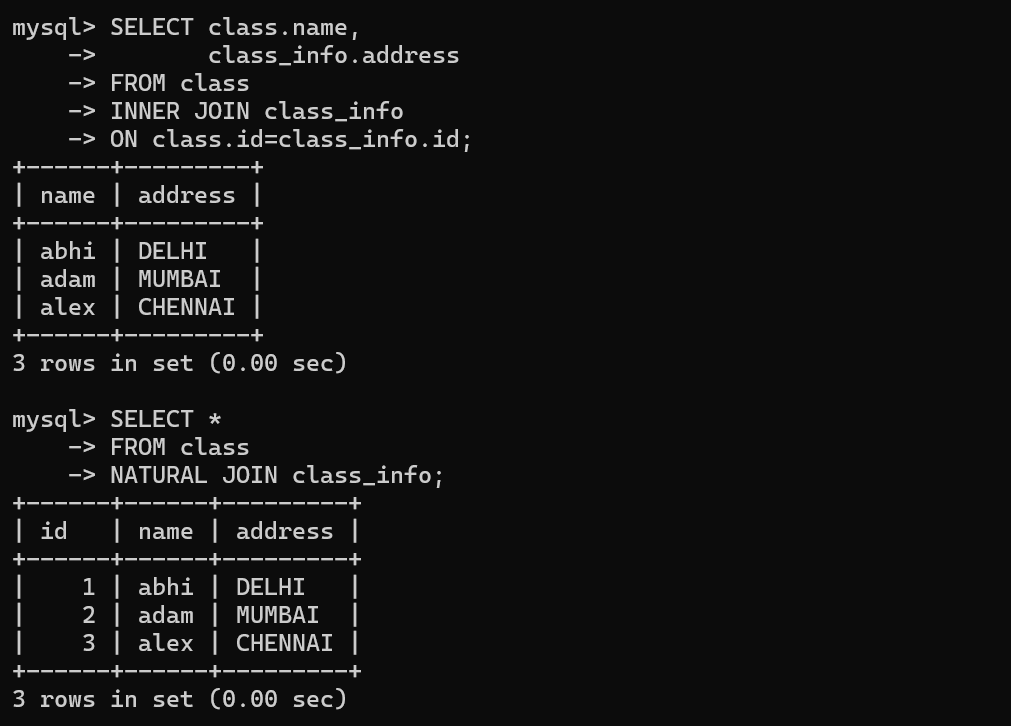 mysql> SELECT class.name,
    ->        class_info.address
    -> FROM class
    -> INNER JOIN class_info
    -> ON class.id=class_info.id;
+------+---------+
| name | address |
+------+---------+
| abhi | DELHI   |
| adam | MUMBAI  |
| alex | CHENNAI |
+------+---------+
3 rows in set (0.00 sec)

mysql> SELECT *
    -> FROM class
    -> NATURAL JOIN class_info;
+------+------+---------+
| id   | name | address |
+------+------+---------+
|    1 | abhi | DELHI   |
|    2 | adam | MUMBAI  |
|    3 | alex | CHENNAI |
+------+------+---------+
3 rows in set (0.00 sec)